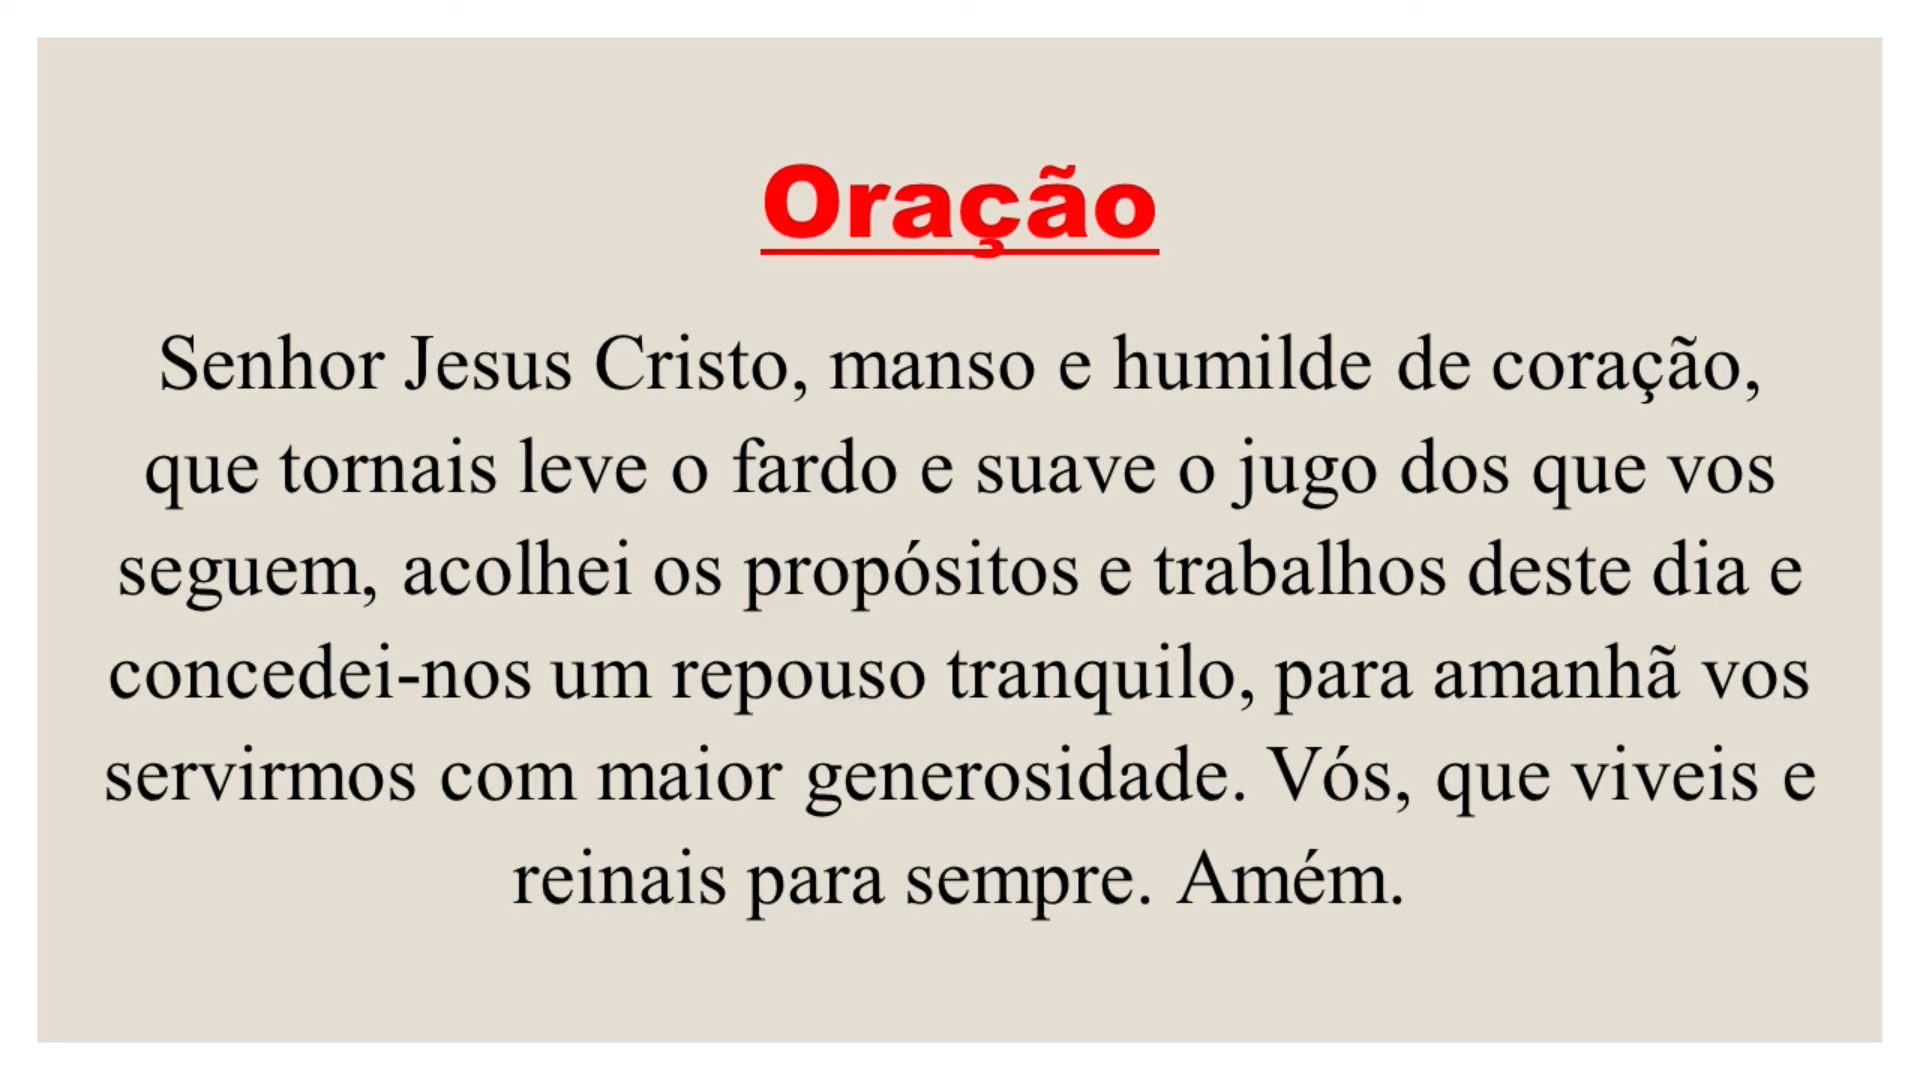 Oração
Senhor Jesus Cristo, manso e humilde de coração,
que tornais leve o fardo e suave o jugo dos que vos
seguem, acolhei os propósitos e trabalhos deste dia e
concedei-nos um repouso tranquilo, para amanhã vos
servirmos com maior generosidade. Vós, que viveis e
reinais para sempre. Amém.